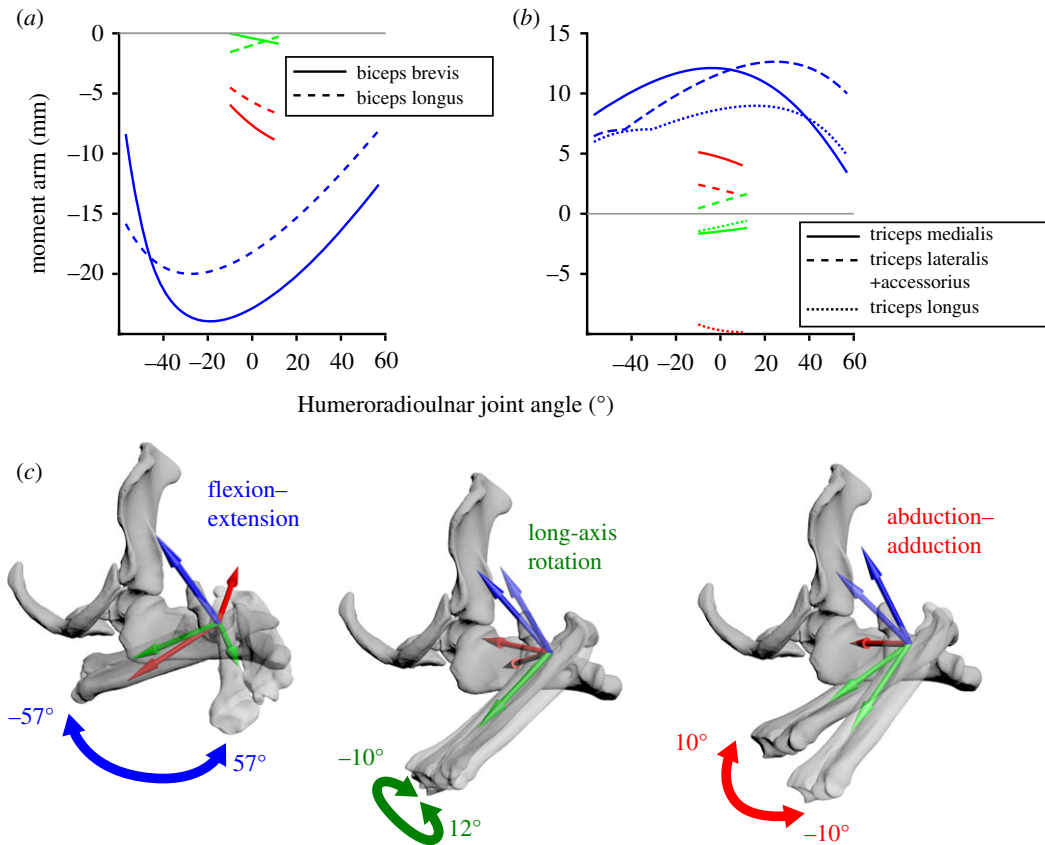 (a)
(b)
0
–5
–10
–15
–20
moment arm (mm)
–40
–20
0
20
40
60
biceps brevis
biceps longus
15
10
5
0
–5
–40
–20
0
20
40
60
triceps medialis
triceps lateralis
+accessorius
triceps longus
Humeroradioulnar joint angle (°)
(c)
flexion–
extension
–57°
57°
long-axis
rotation
–10°
12°
abduction–
adduction
10°
–10°